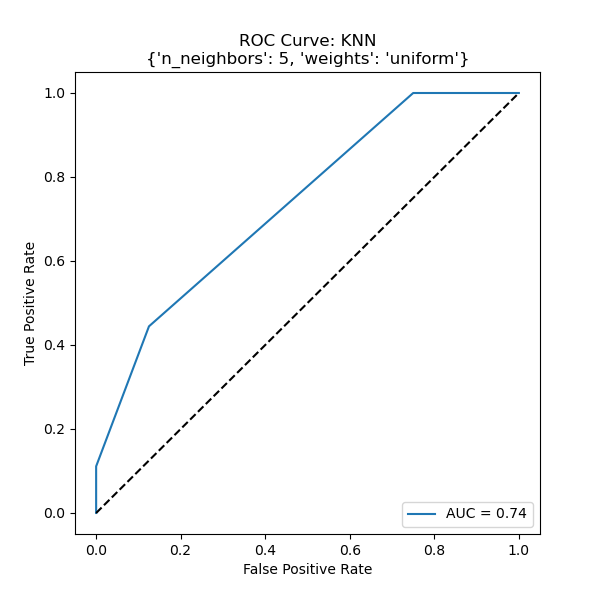 ROC Curve: KNN
{'n_neighbors': 5, 'weights': 'uniform'}
True Positive Rate
1.0
0.8
0.6
0.4
0.2
0.0
AUC = 0.74
0.0 0.2 0.4 0.6 0.8 1.0
False Positive Rate